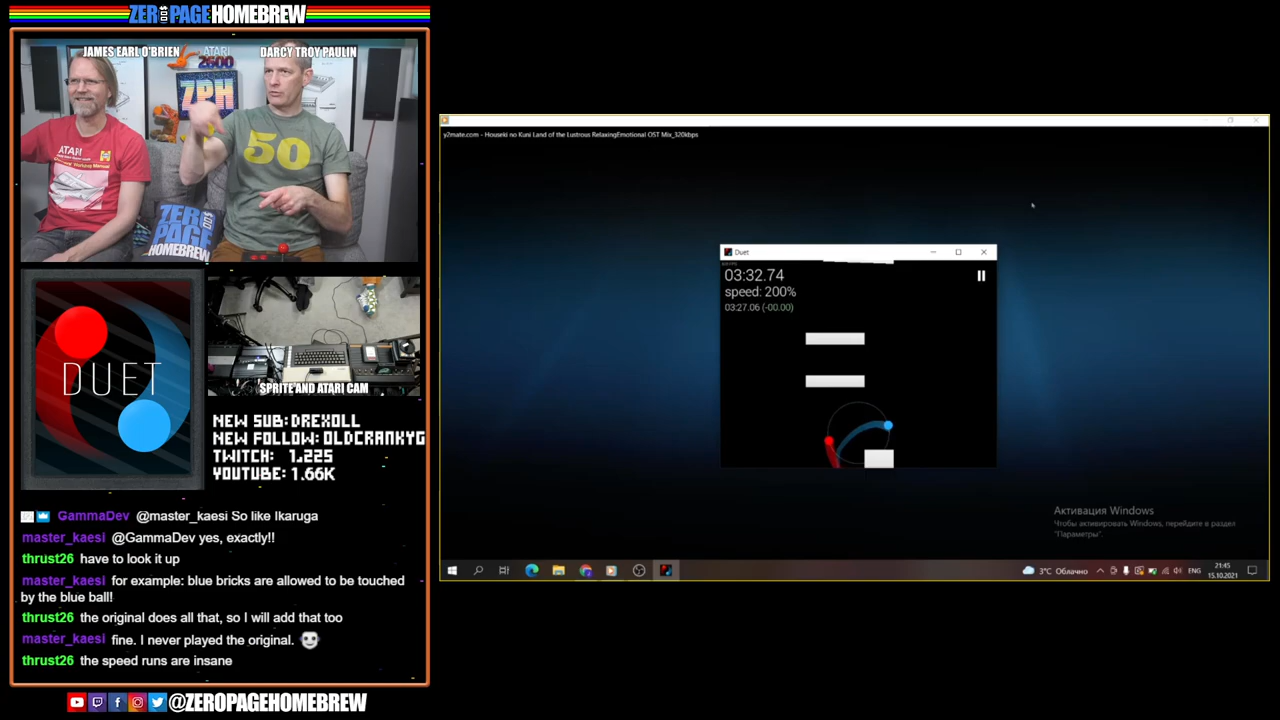 ZEROPAGE HOMEBREW
JAMES EARL O'BRIEN
ATARI
2600
DARCY TROY PAULIN
ZPH
ATARI
50
ZERO
PAGE
HOMEBREW
DUET
SPRITE AND ATARI CAM
NEW SUB: DREXOLL
NEW FOLLOW: OLDCRANKYG
TWITCH: 1,225
YOUTUBE: 1.66K
GammaDev @master_kaesi So like Ikaruga
master_kaesi @GammaDev yes, exactly!!
thrust26 have to look it up
master_kaesi for example: blue bricks are allowed to be touched
by the blue ball!
thrust26 the original does all that, so I will add that too
master_kaesi fine. I never played the original.
thrust26 the speed runs are insane
@ZEROPAGEHOMEBREW
y2mate.com - Houseki no Kuni Land of the Lustrous RelaxingEmotional OST Mix_320kbps
Duet
03:32.74
speed: 200%
03:27.06 (-00.00)
Активация Windows
Чтобы активировать Windows, перейдите в раздел
"Параметры".
3°C Облачно
ENG
21:45
15.10.2021